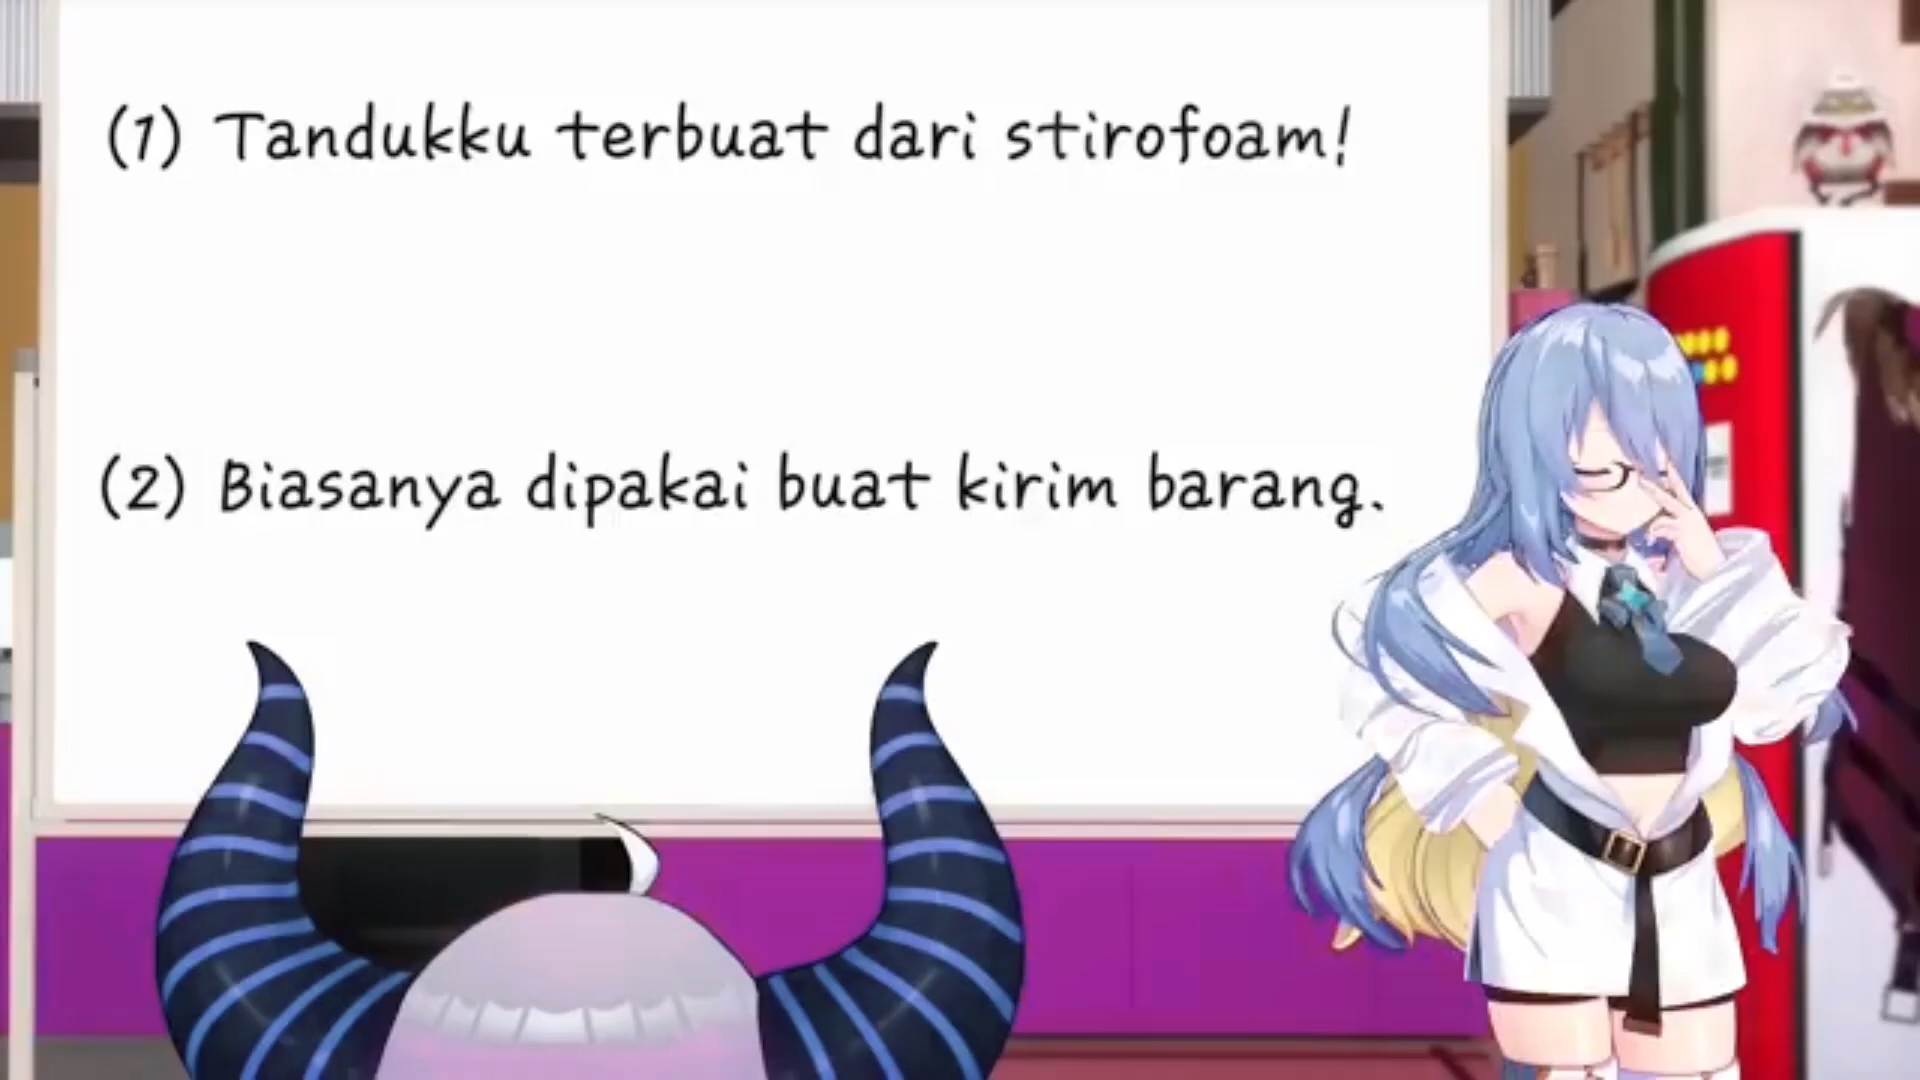 (1) Tandukku terbuat dari stirofoam!
(2) Biasanya dipakai buat kirim barang.